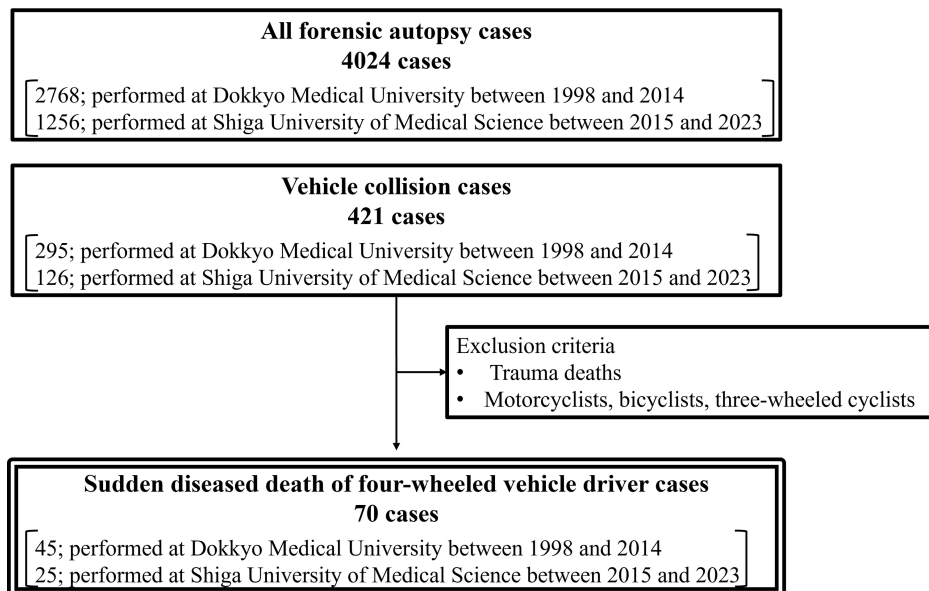 All forensic autopsy cases
4024 cases
2768; performed at Dokkyo Medical University between 1998 and 2014
1256; performed at Shiga University of Medical Science between 2015 and 2023
Vehicle collision cases
421 cases
295; performed at Dokkyo Medical University between 1998 and 2014
126; performed at Shiga University of Medical Science between 2015 and 2023
Exclusion criteria
• Trauma deaths
• Motorcyclists, bicyclists, three-wheeled cyclists
Sudden diseased death of four-wheeled vehicle driver cases
70 cases
45; performed at Dokkyo Medical University between 1998 and 2014
25; performed at Shiga University of Medical Science between 2015 and 2023